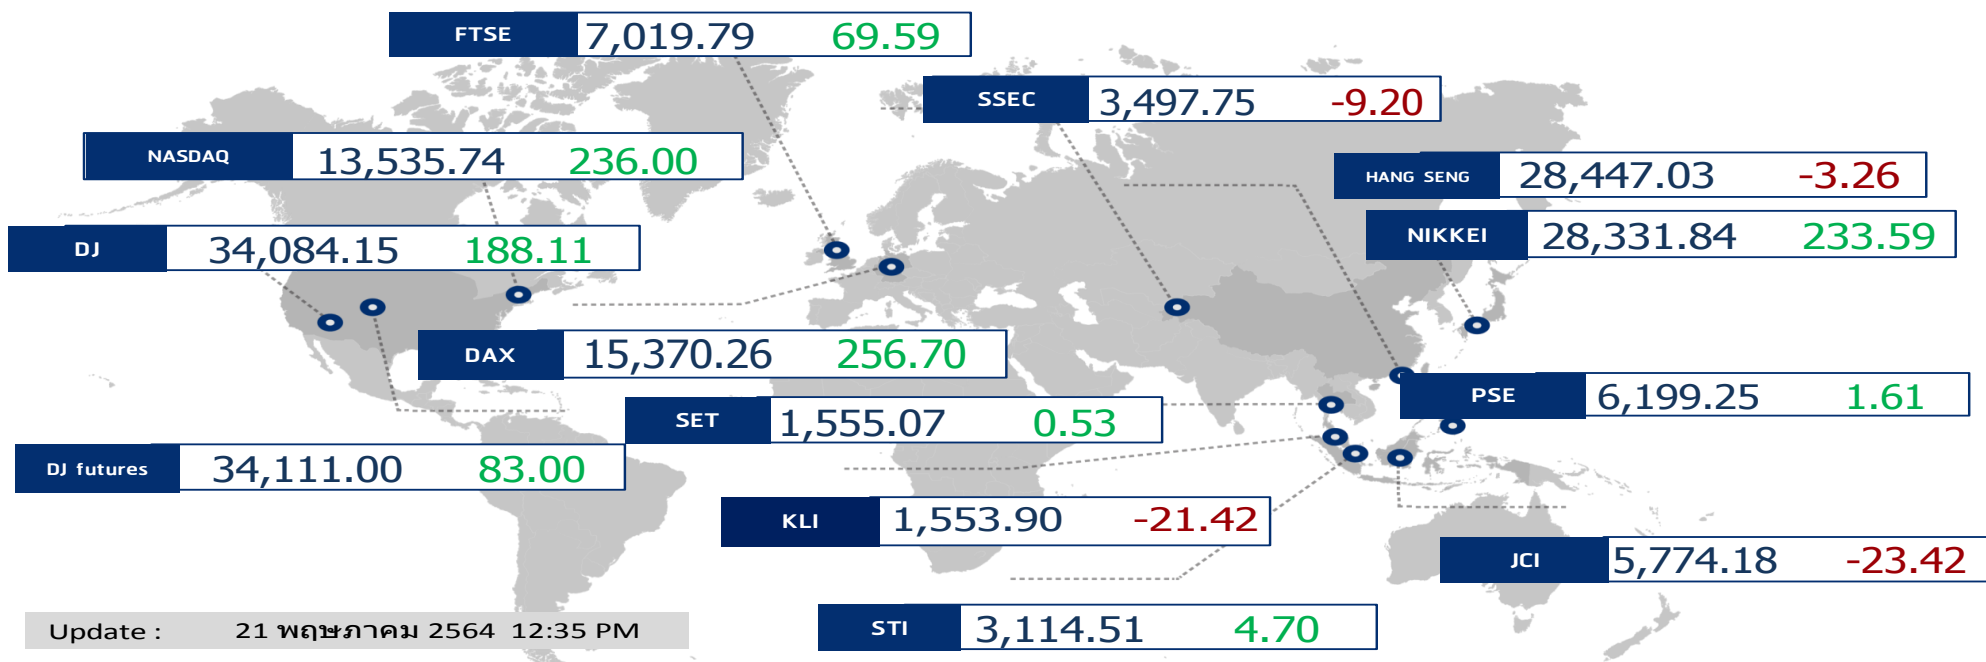 FTSE 7,019.79 69.59
SSEC 3,497.75 -9.20
NASDAQ 13,535.74 236.00
HANG SENG 28,447.03 -3.26
DJ 34,084.15 188.11
NIKKEI 28,331.84 233.59
DAX 15,370.26 256.70
PSE 6,199.25 1.61
SET 1,555.07 0.53
DJ futures 34,111.00 83.00
KLI 1,553.90 -21.42
JCI 5,774.18 -23.42
STI 3,114.51 4.70
Update : 21 พฤษภาคม 2564 12:35 PM